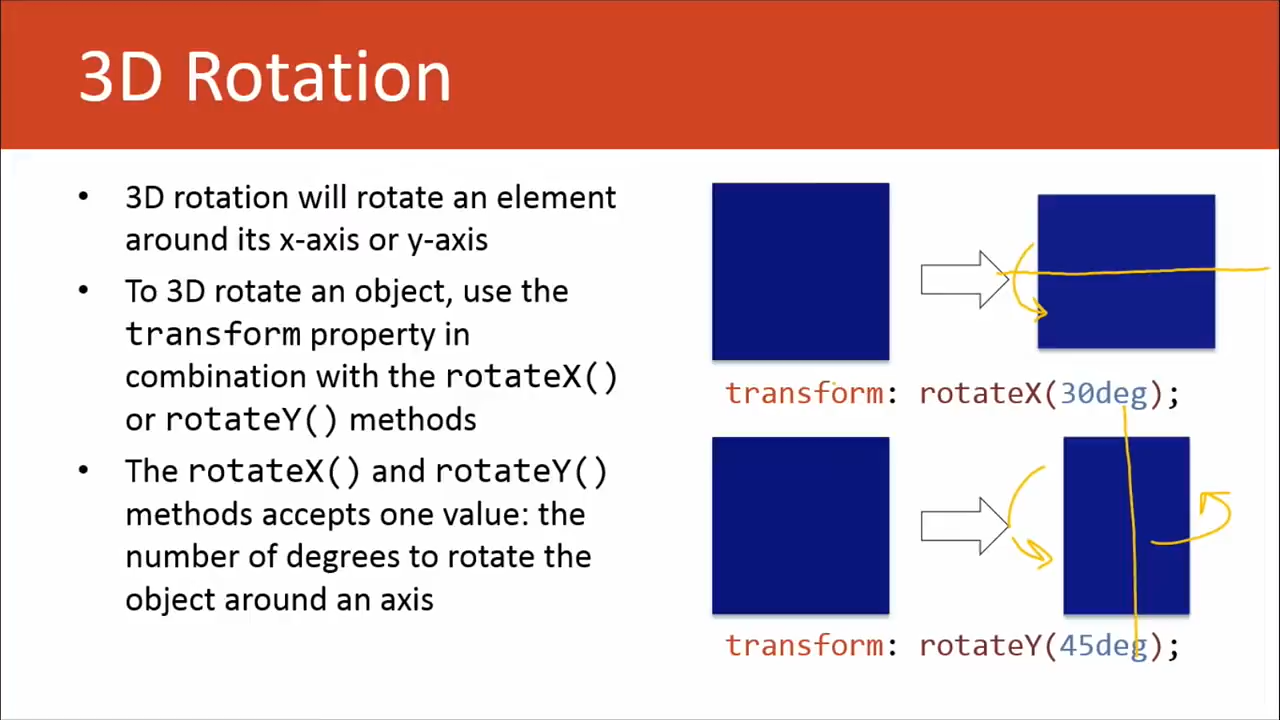 3D Rotation
• 3D rotation will rotate an element
around its x-axis or y-axis
• To 3D rotate an object, use the
transform property in
combination with the rotateX()
or rotateY() methods
• The rotateX() and rotateY()
methods accepts one value: the
number of degrees to rotate the
object around an axis
transform: rotateX(30deg);
transform: rotateY(45deg);